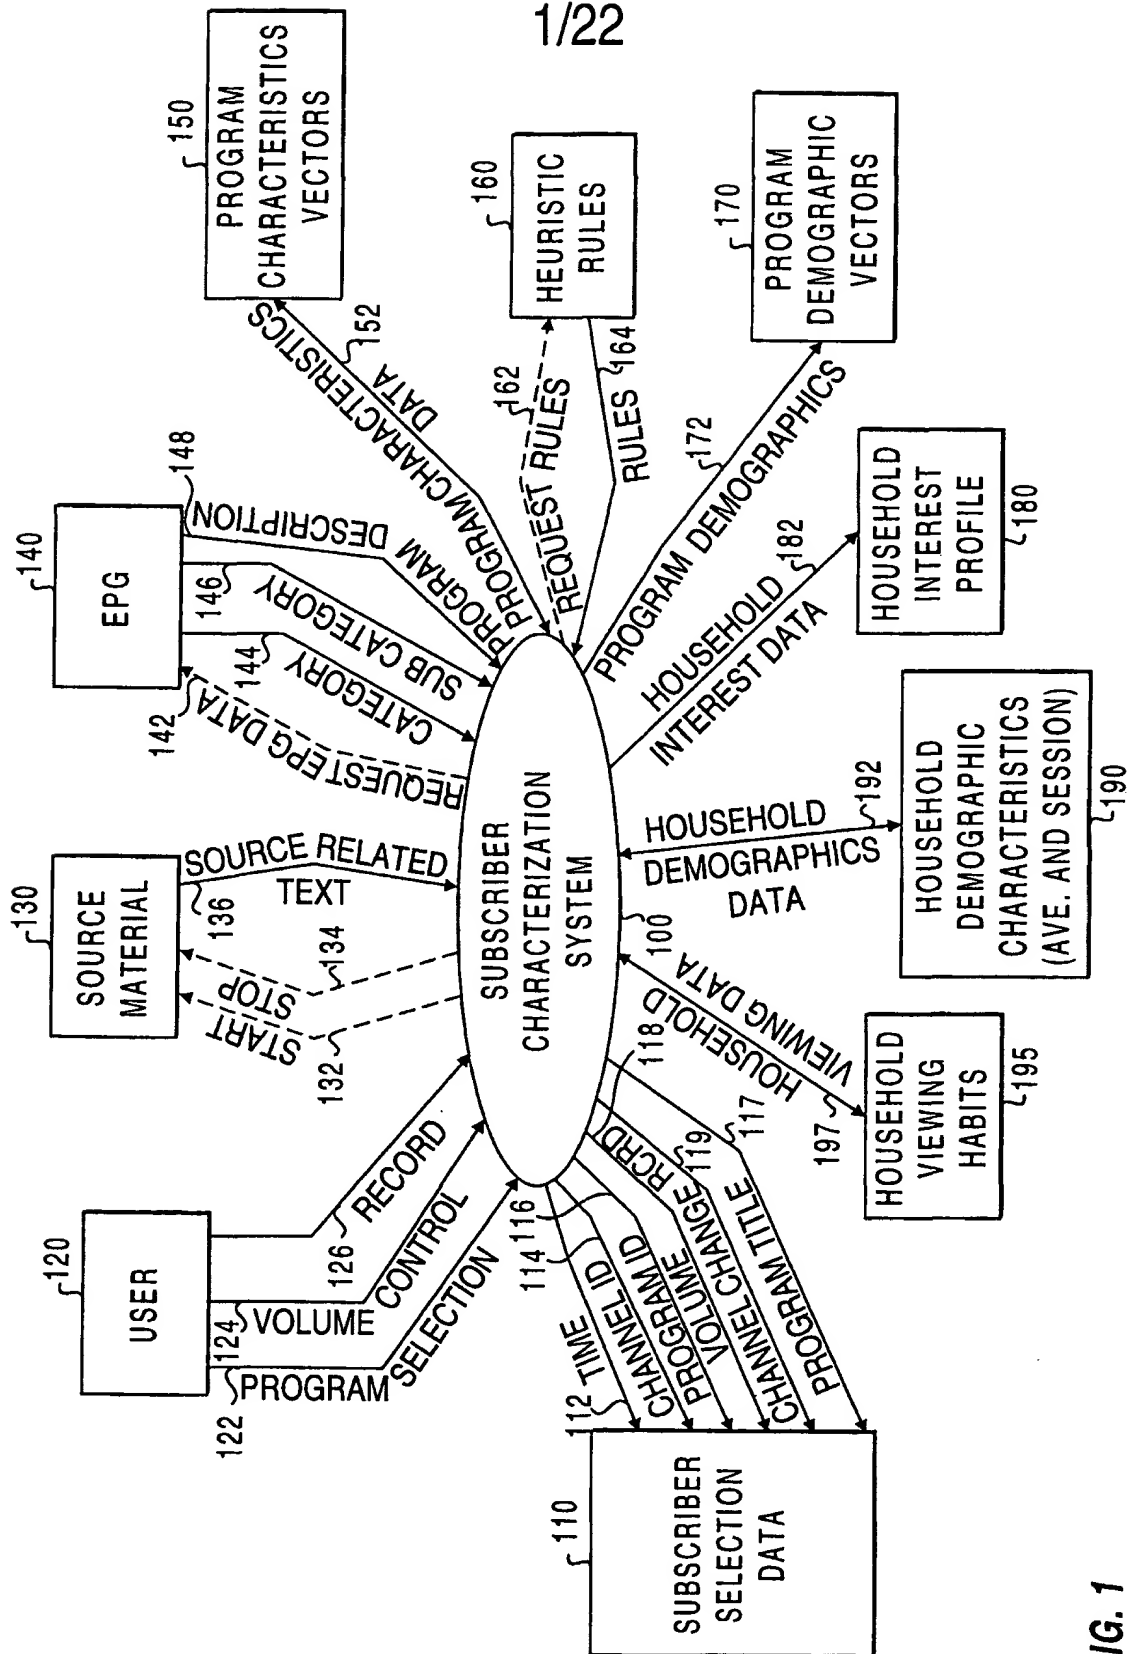 1/22
120
USER
122
PROGRAM
SELECTION
124
VOLUME
CONTROL
126
RECORD
130
SOURCE
MATERIAL
START
132
STOP
134
136
SOURCE RELATED
TEXT
140
EPG
142
REQUEST EPG DATA
144
CATEGORY
146
SUB CATEGORY
148
PROGRAM
DESCRIPTION
150
PROGRAM
CHARACTERISTICS
VECTORS
152
PROGRAM CHARACTERISTICS
DATA
160
HEURISTIC
RULES
162
REQUEST RULES
164
RULES
170
PROGRAM
DEMOGRAPHIC
VECTORS
172
PROGRAM DEMOGRAPHICS
HOUSEHOLD
INTEREST
PROFILE
180
HOUSEHOLD
INTEREST DATA
182
HOUSEHOLD
DEMOGRAPHIC
CHARACTERISTICS
(AVE. AND SESSION)
190
HOUSEHOLD
DEMOGRAPHICS
DATA
192
HOUSEHOLD
VIEWING
HABITS
195
HOUSEHOLD
VIEWING DATA
197
SUBSCRIBER
CHARACTERIZATION
SYSTEM
100
110
SUBSCRIBER
SELECTION
DATA
112
TIME
114
CHANNEL ID
116
PROGRAM ID
118
VOLUME
RCRD
119
CHANNEL CHANGE
117
PROGRAM TITLE
IG. 1